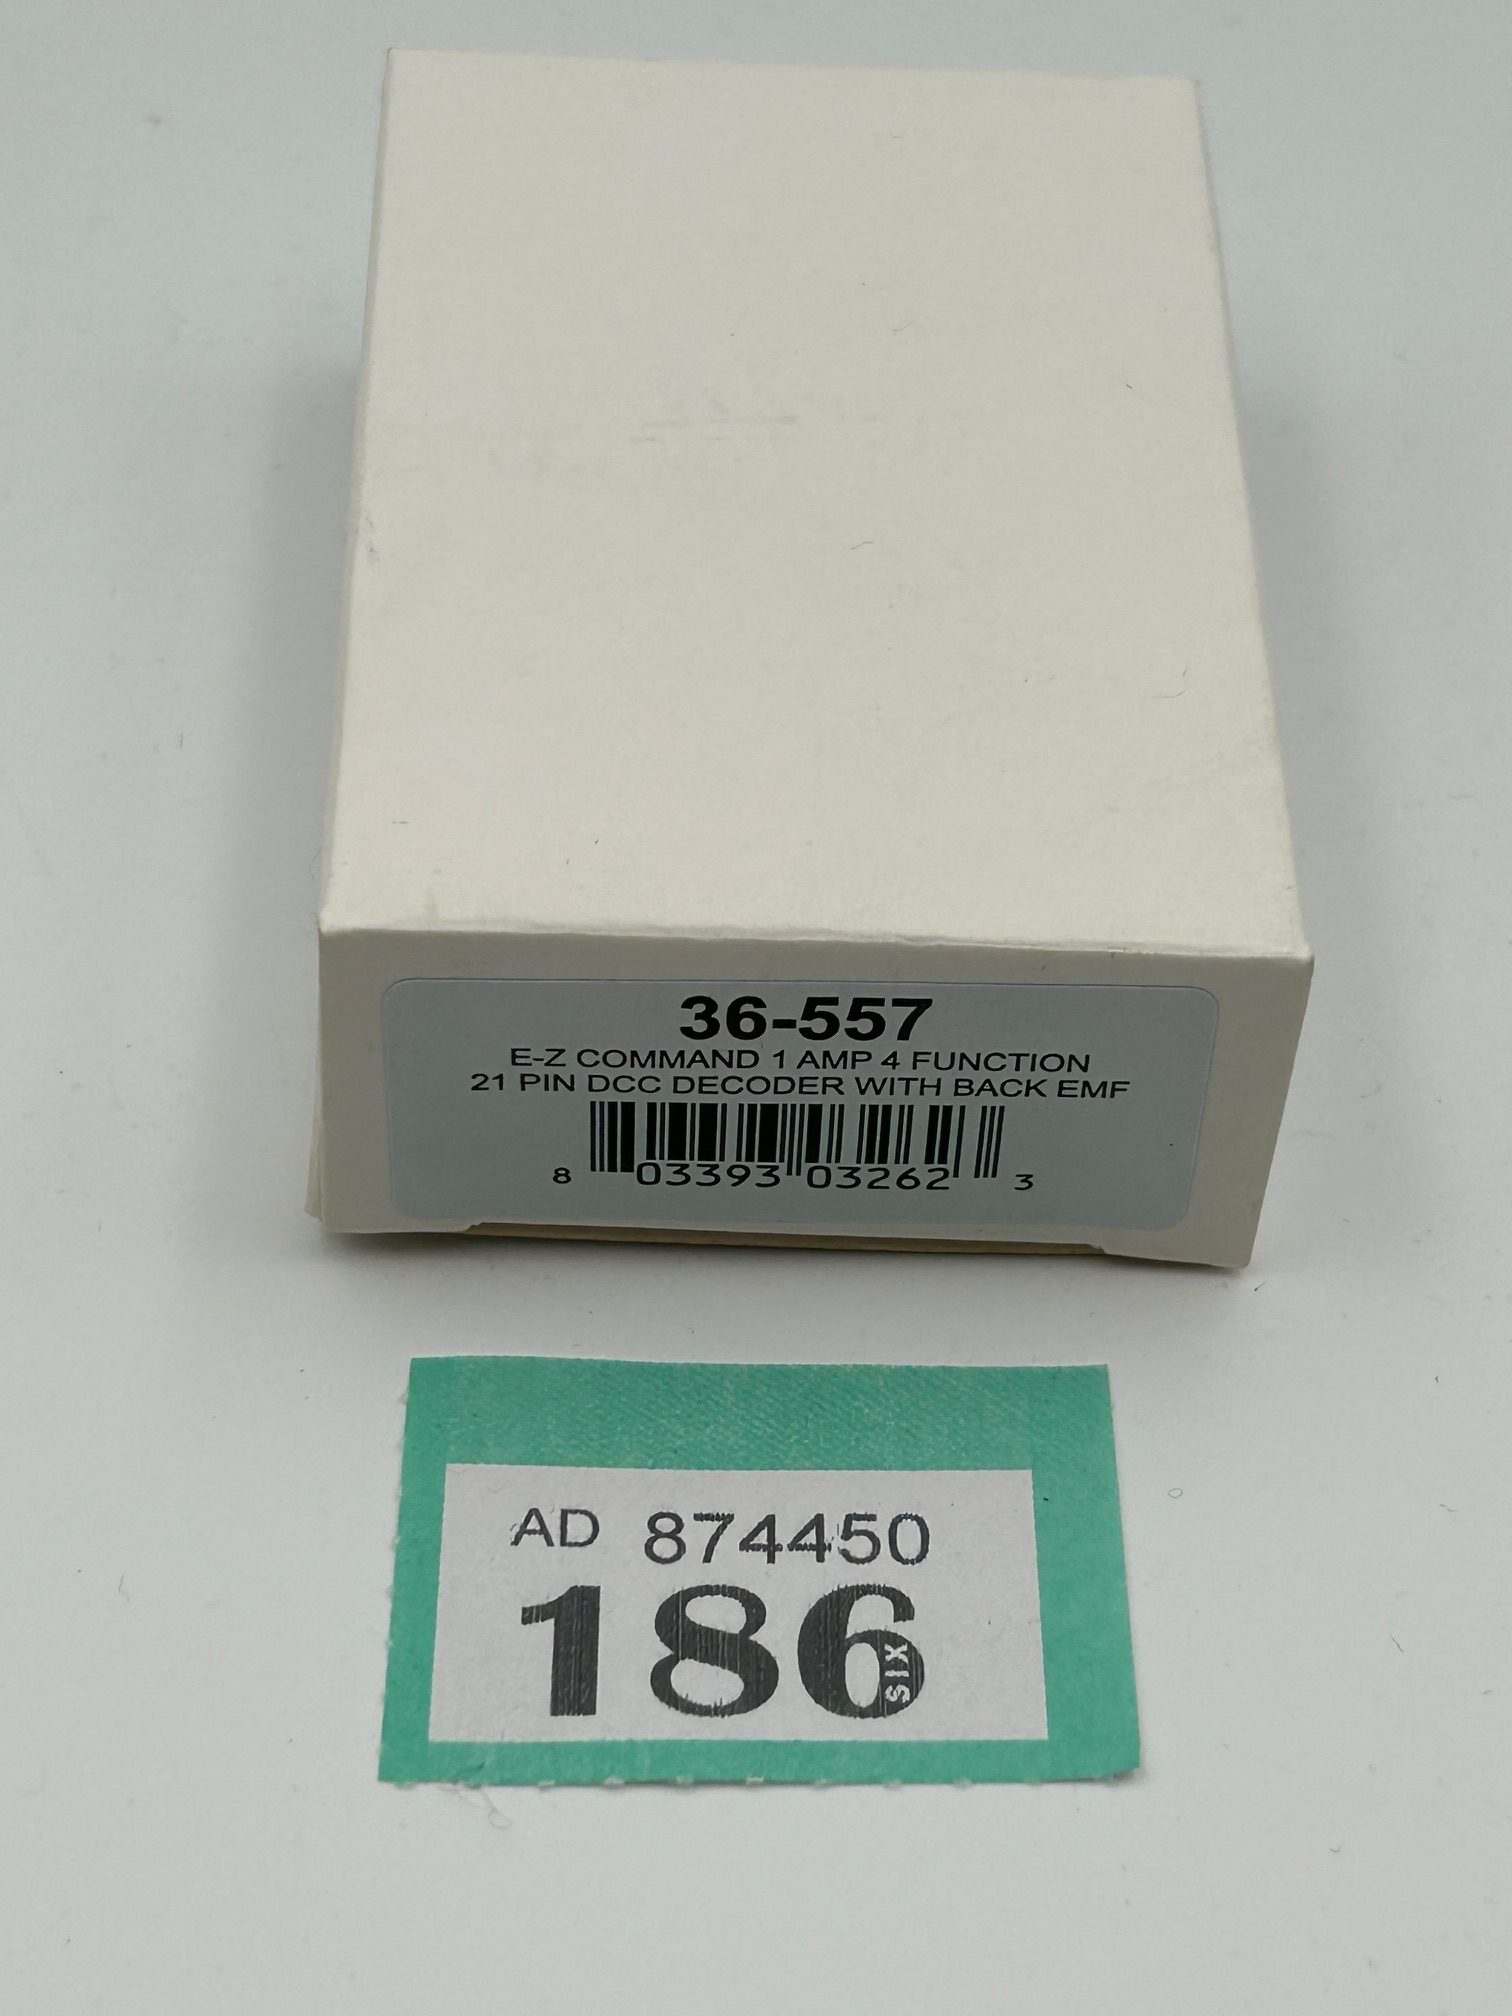 36-557
E-Z COMMAND 1 AMP 4 FUNCTION
21 PIN DCC DECODER WITH BACK EMF
8 03393 03262 3
AD 874450
186
SIX